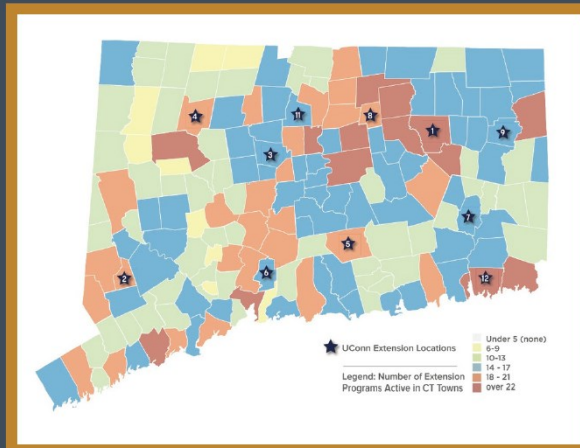 11
4
8
1
9
3
7
5
6
2
12
UConn Extension Locations
Legend: Number of Extension
Programs Active in CT Towns
Under 5 (none)
6-9
10-13
14 - 17
18 - 21
over 22